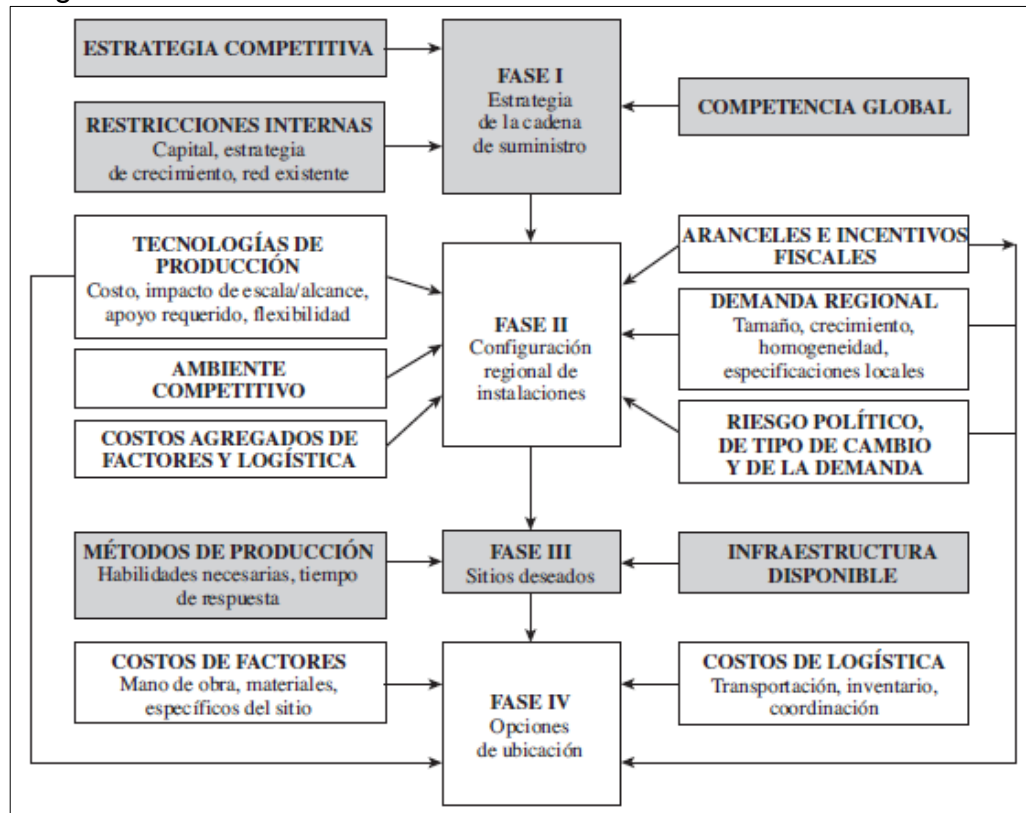 ESTRATEGIA COMPETITIVA
FASE I
Estrategia
de la cadena
de suministro
COMPETENCIA GLOBAL
RESTRICCIONES INTERNAS
Capital, estrategia
de crecimiento, red existente
TECNOLOGÍAS DE
PRODUCCIÓN
Costo, impacto de escala/alcance,
apoyo requerido, flexibilidad
ARANCELES E INCENTIVOS
FISCALES
FASE II
Configuración
regional de
instalaciones
DEMANDA REGIONAL
Tamaño, crecimiento,
homogeneidad,
especificaciones locales
AMBIENTE
COMPETITIVO
COSTOS AGREGADOS DE
FACTORES Y LOGÍSTICA
RIESGO POLÍTICO,
DE TIPO DE CAMBIO
Y DE LA DEMANDA
MÉTODOS DE PRODUCCIÓN
Habilidades necesarias, tiempo
de respuesta
FASE III
Sitios deseados
INFRAESTRUCTURA
DISPONIBLE
COSTOS DE FACTORES
Mano de obra, materiales,
específicos del sitio
FASE IV
Opciones
de ubicación
COSTOS DE LOGÍSTICA
Transportación, inventario,
coordinación